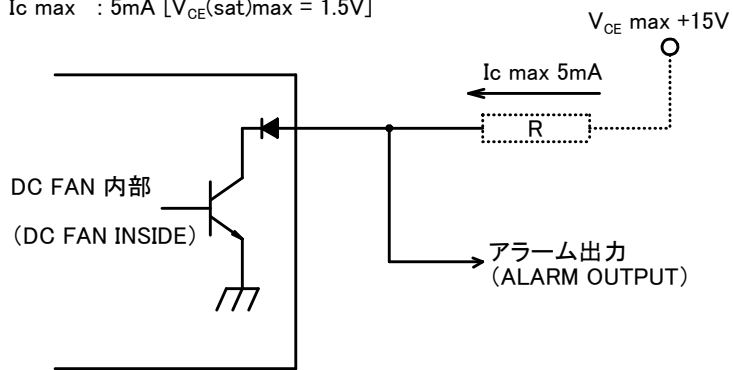 Ic max : 5mA [VCE(sat)max = 1.5V]
VCE max +15V
Ic max 5mA
R
DC FAN 内部
(DC FAN INSIDE)
アラーム出力
(ALARM OUTPUT)